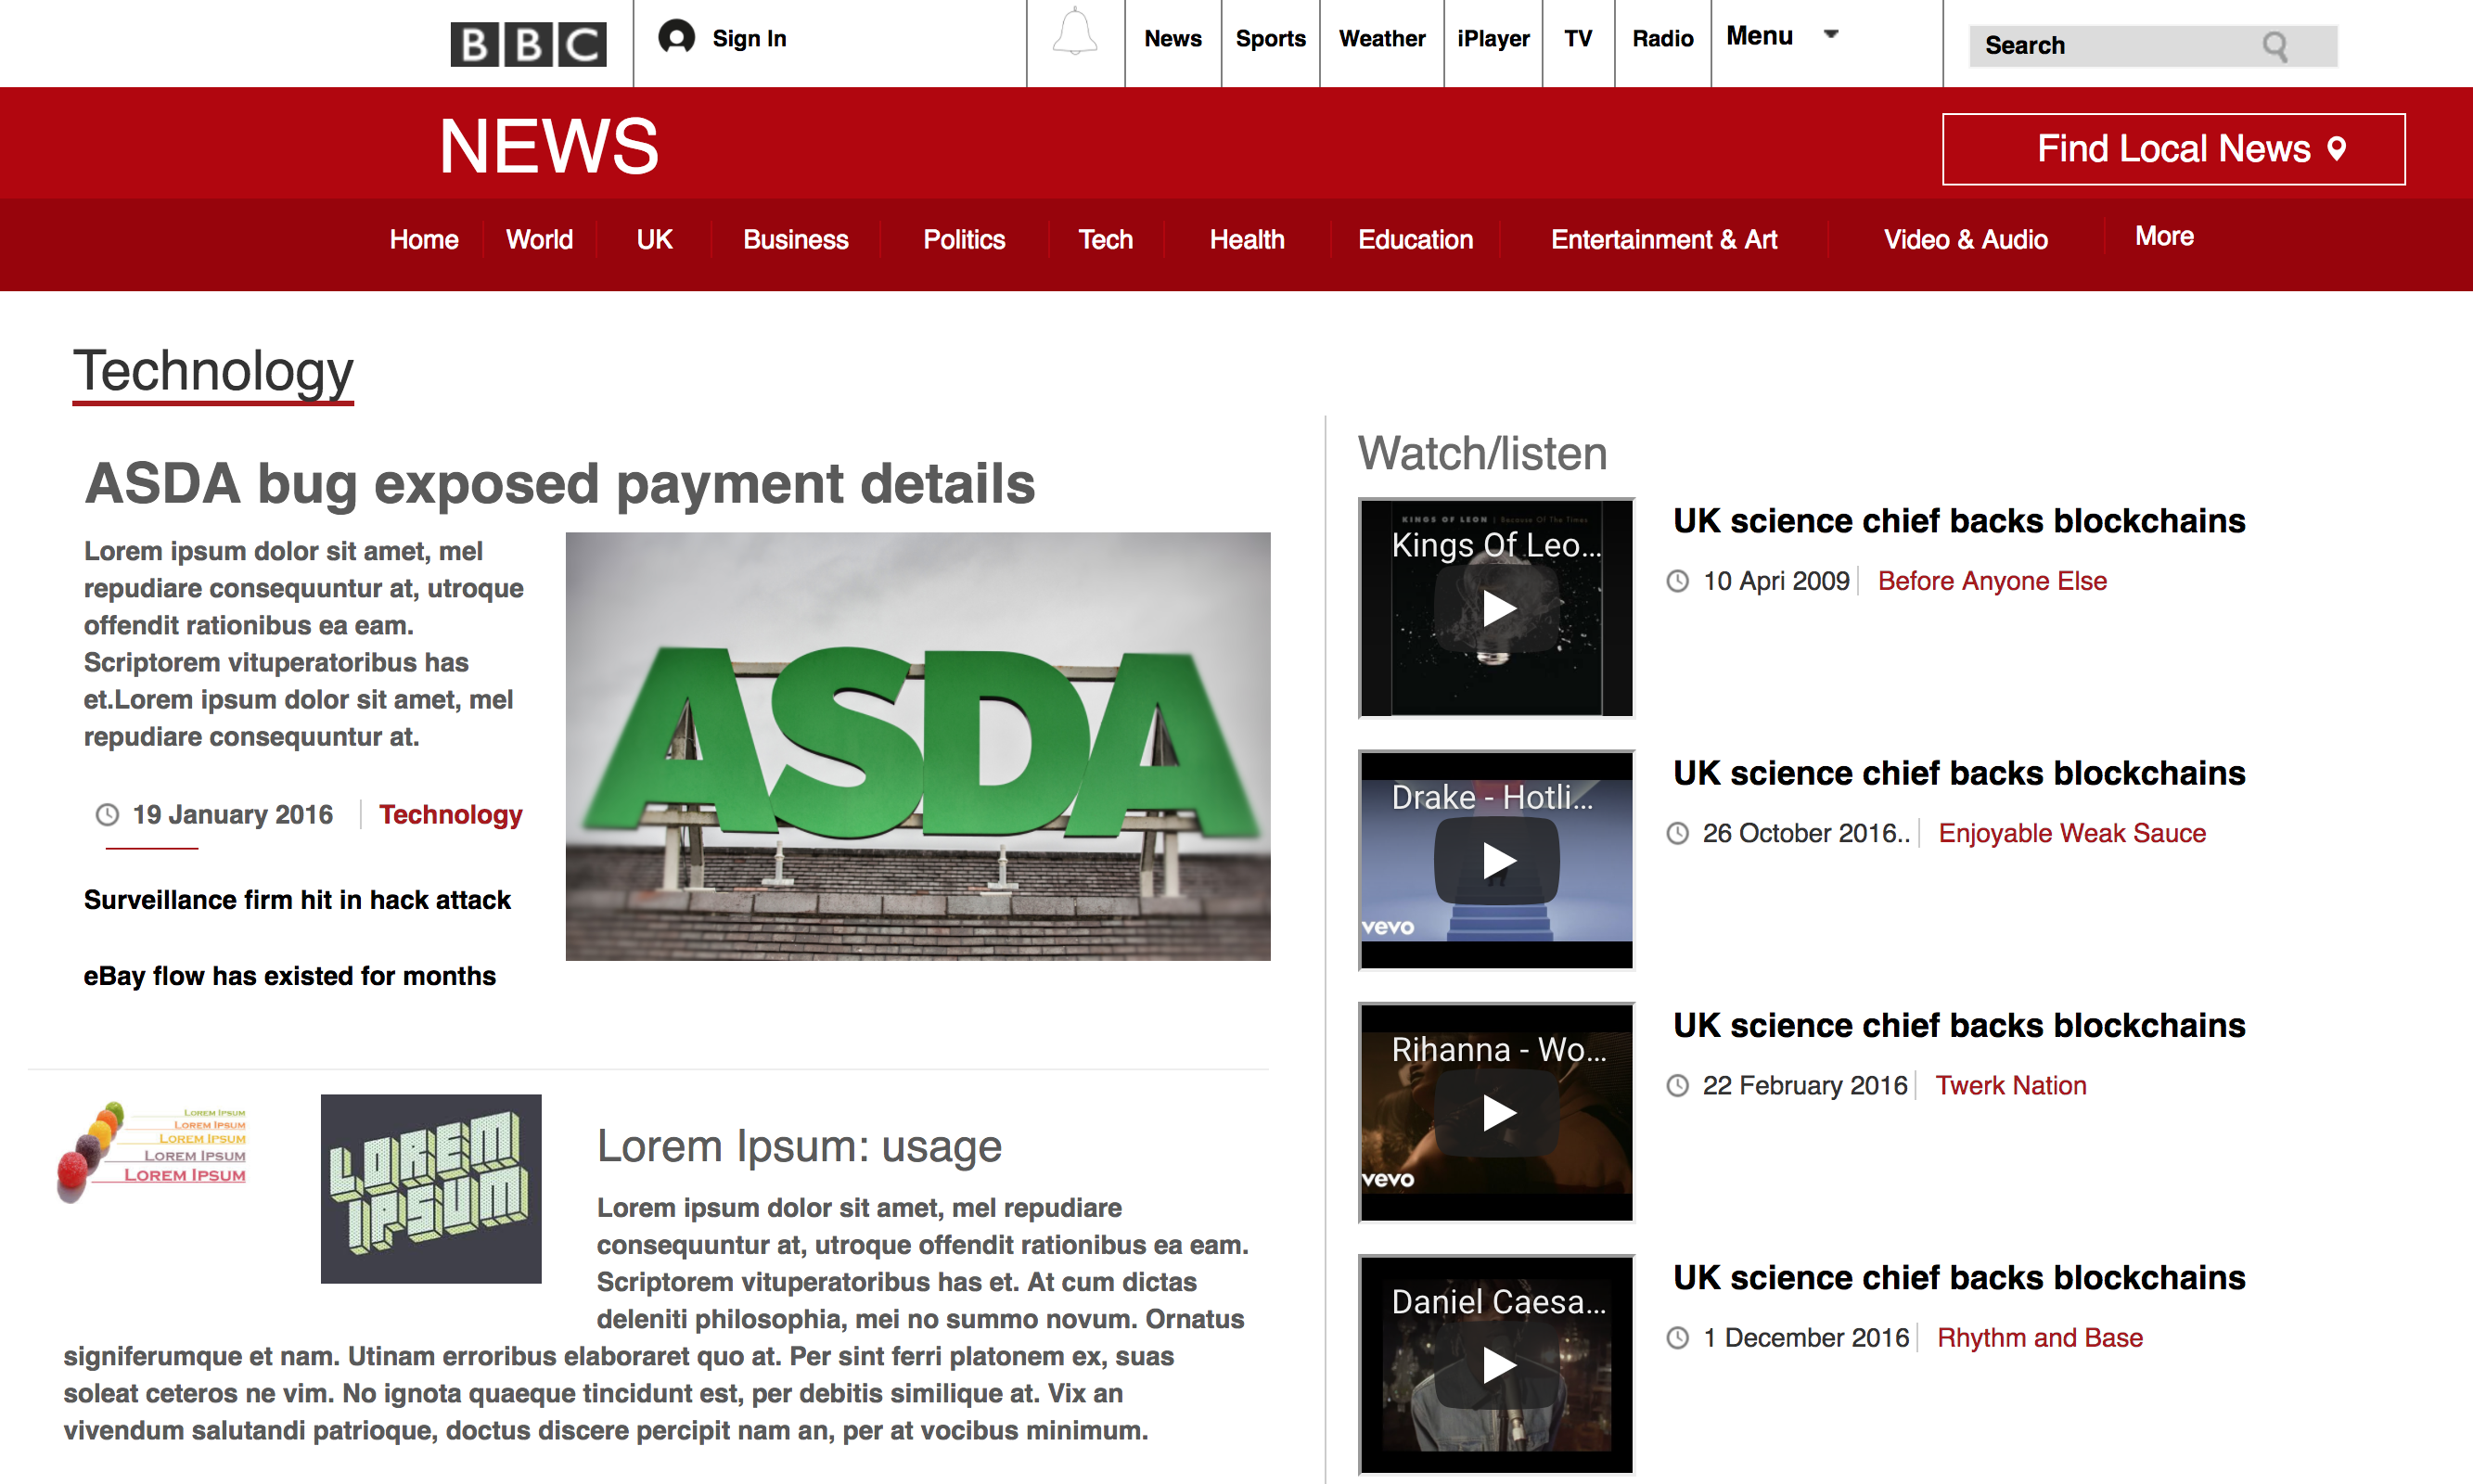 BBC
Sign In
News
Sports
Weather
iPlayer
TV
Radio
Menu
Search
NEWS
Find Local News
Home
World
UK
Business
Politics
Tech
Health
Education
Entertainment & Art
Video & Audio
More
Technology
ASDA bug exposed payment details
Lorem ipsum dolor sit amet, mel
repudiare consequuntur at, utroque
offendit rationibus ea eam.
Scriptorem vituperatoribus has
et.Lorem ipsum dolor sit amet, mel
repudiare consequuntur at.
19 January 2016
Technology
Surveillance firm hit in hack attack
eBay flow has existed for months
ASDA
LOREM IPSUM
LOREM IPSUM
LOREM IPSUM
LOREM IPSUM
LOREM IPSUM
LOREM
IPSUM
Lorem Ipsum: usage
Lorem ipsum dolor sit amet, mel repudiare
consequuntur at, utroque offendit rationibus ea eam.
Scriptorem vituperatoribus has et. At cum dictas
deleniti philosophia, mei no summo novum. Ornatus
signiferumque et nam. Utinam erroribus elaboraret quo at. Per sint ferri platonem ex, suas
soleat ceteros ne vim. No ignota quaeque tincidunt est, per debitis similique at. Vix an
vivendum salutandi patrioque, doctus discere percipit nam an, per at vocibus minimum.
Watch/listen
KINGS OF LEON | Because Of The Times
Kings Of Leo...
UK science chief backs blockchains
10 Apri 2009
Before Anyone Else
Drake - Hotli...
vevo
UK science chief backs blockchains
26 October 2016..
Enjoyable Weak Sauce
Rihanna - Wo...
vevo
UK science chief backs blockchains
22 February 2016
Twerk Nation
Daniel Caesa...
UK science chief backs blockchains
1 December 2016
Rhythm and Base